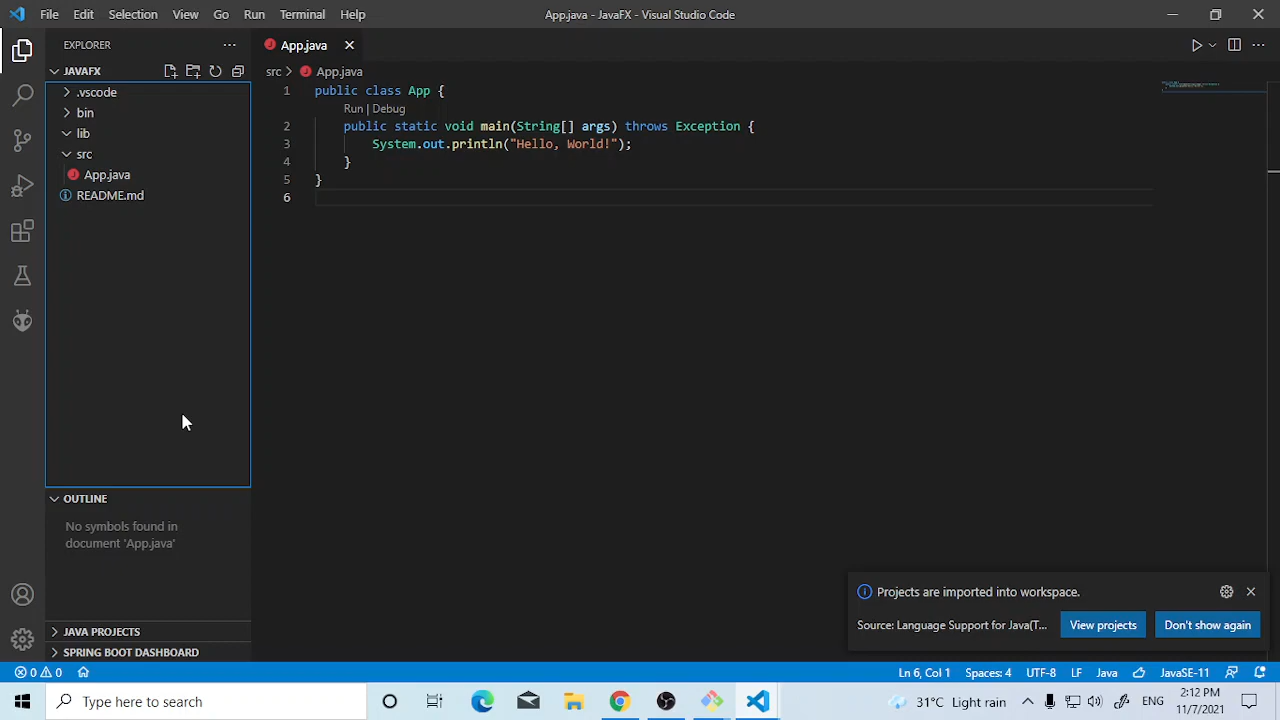 File Edit Selection View Go Run Terminal Help App.java - JavaFX - Visual Studio Code
EXPLORER
JAVAFX
.vscode
bin
lib
src
App.java
README.md
OUTLINE
No symbols found in
document 'App.java'
JAVA PROJECTS
SPRING BOOT DASHBOARD
App.java
src App.java
1 public class App {
Run | Debug
2 public static void main(String[] args) throws Exception {
3 System.out.println("Hello, World!");
4 }
5 }
6
Projects are imported into workspace.
Source: Language Support for Java(T... View projects Don't show again
0 0 Ln 6, Col 1 Spaces: 4 UTF-8 LF Java JavaSE-11
Type here to search
31°C Light rain ENG
2:12 PM
11/7/2021